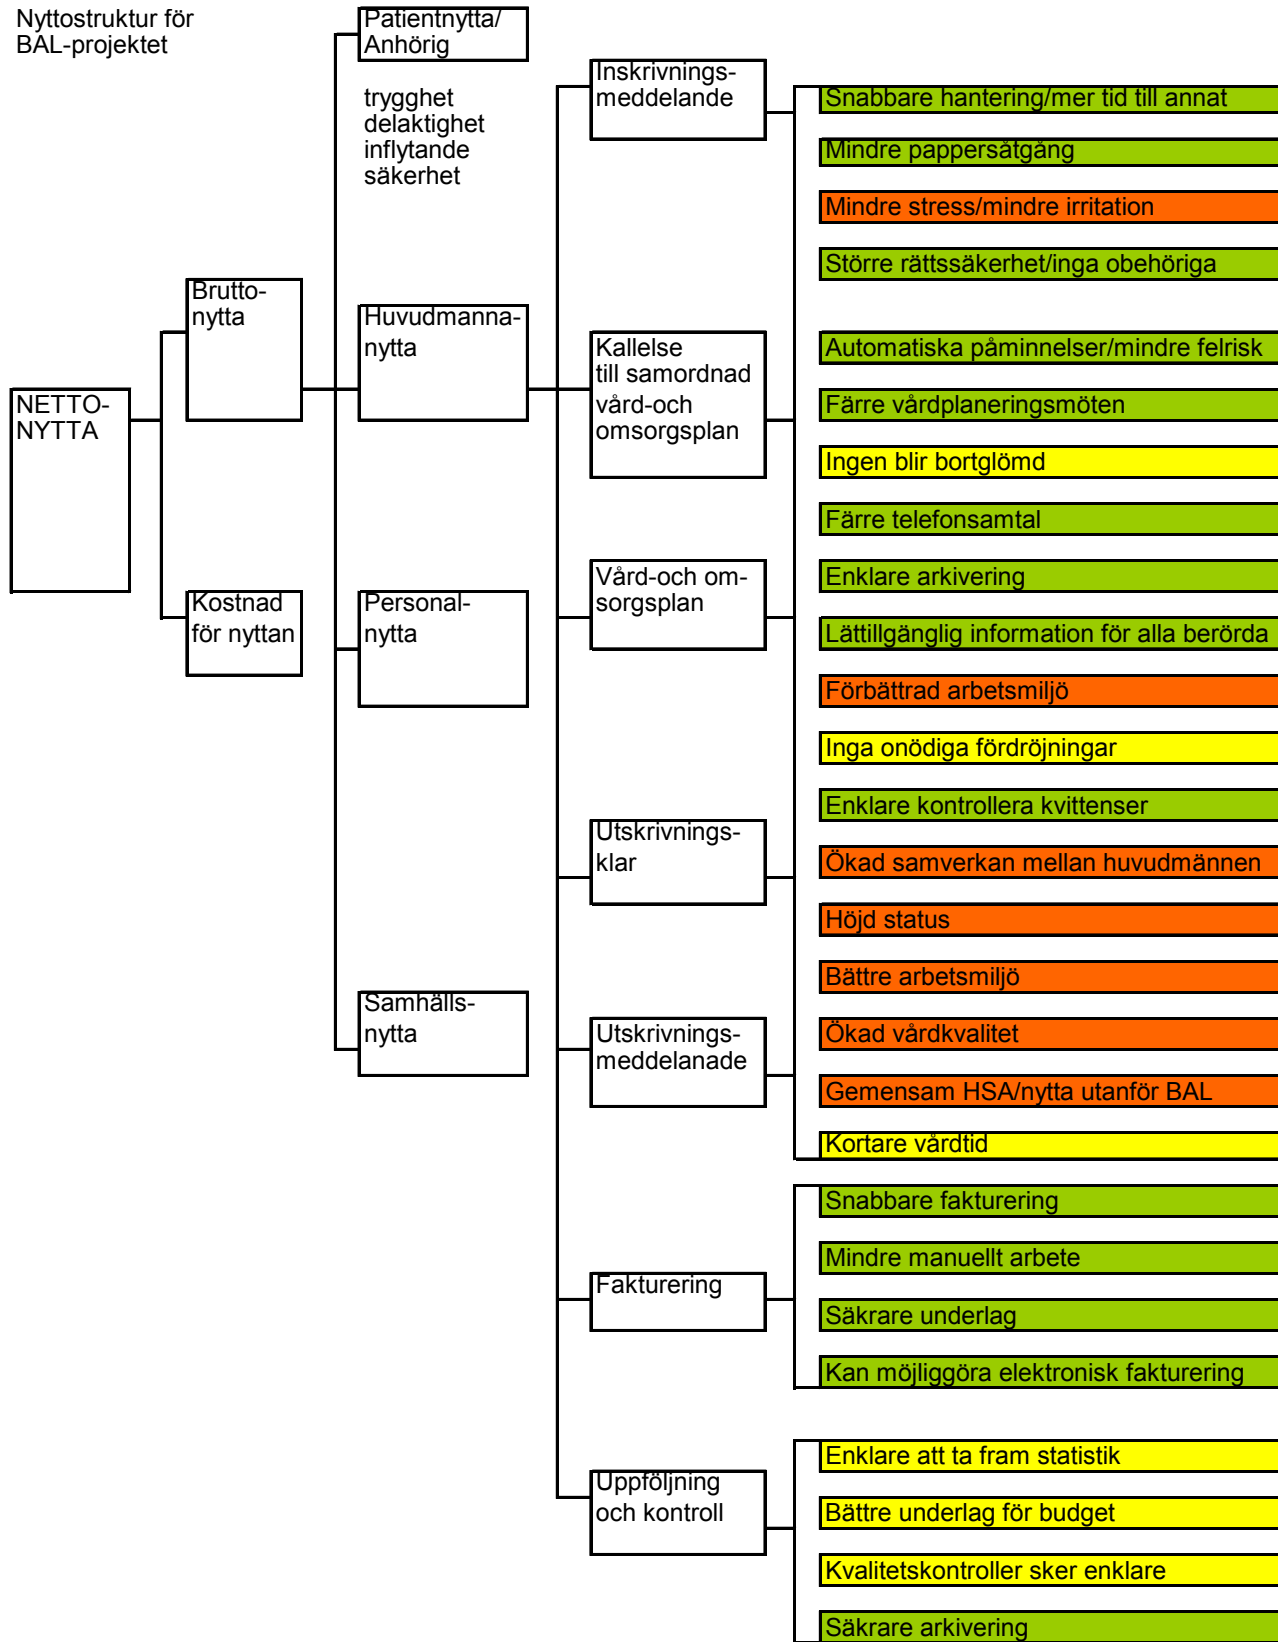 Nyttostruktur för
BAL-projektet
Patientnytta/
Anhörig
trygghet
delaktighet
inflytande
säkerhet
NETTO-
NYTTA
Brutto-
nytta
Kostnad
för nyttan
Huvudmanna-
nytta
Personal-
nytta
Samhälls-
nytta
Inskrivnings-
meddelande
Kallelse
till samordnad
vård-och
omsorgsplan
Vård-och om-
sorgsplan
Utskrivnings-
klar
Utskrivnings-
meddelanade
Fakturering
Uppföljning
och kontroll
Snabbare hantering/mer tid till annat
Mindre pappersåtgång
Mindre stress/mindre irritation
Större rättssäkerhet/inga obehöriga
Automatiska påminnelser/mindre felrisk
Färre vårdplaneringsmöten
Ingen blir bortglömd
Färre telefonsamtal
Enklare arkivering
Lättillgänglig information för alla berörda
Förbättrad arbetsmiljö
Inga onödiga fördröjningar
Enklare kontrollera kvittenser
Ökad samverkan mellan huvudmännen
Höjd status
Bättre arbetsmiljö
Ökad vårdkvalitet
Gemensam HSA/nytta utanför BAL
Kortare vårdtid
Snabbare fakturering
Mindre manuellt arbete
Säkrare underlag
Kan möjliggöra elektronisk fakturering
Enklare att ta fram statistik
Bättre underlag för budget
Kvalitetskontroller sker enklare
Säkrare arkivering